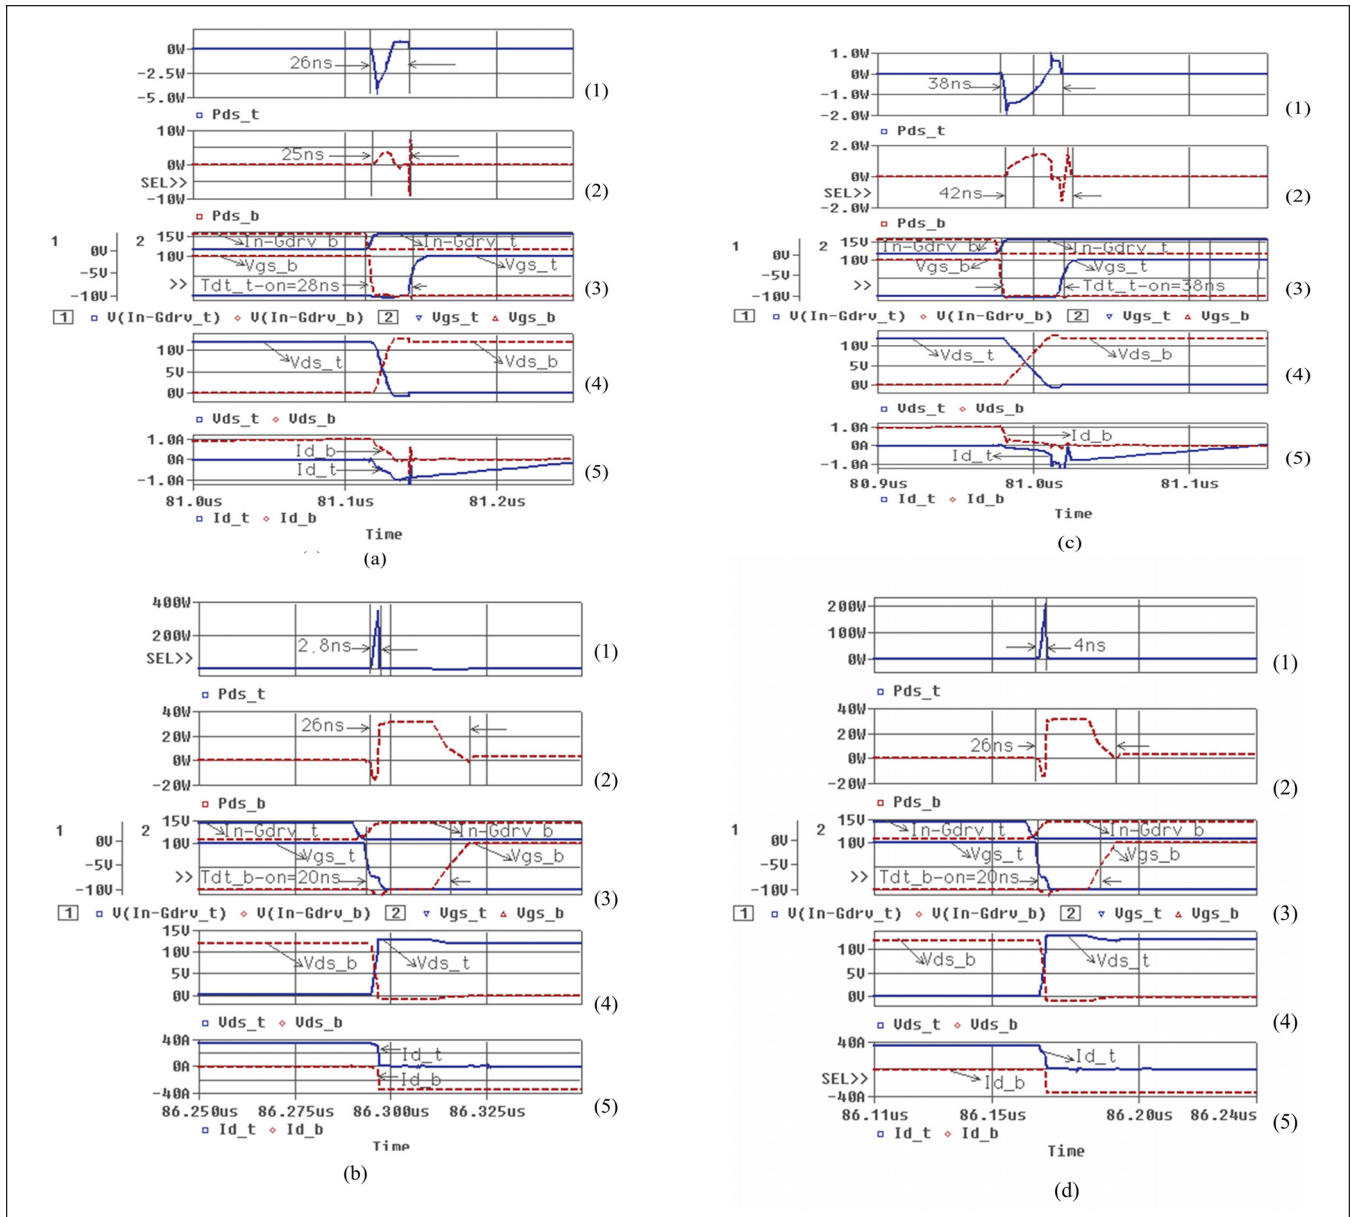 0W
-2.5W
-5.0W
26ns
(1)
Pds_t
10W
0W
SEL>>
-10W
25ns
(2)
Pds_b
1
2
0V
-5V
-10V
15V
10V
>>
In-Gdrv_b
In-Gdrv_t
Vgs_b
Vgs_t
Tdt_t-on=28ns
(3)
1 V(In-Gdrv_t) V(In-Gdrv_b) 2 Vgs_t Vgs_b
10V
5V
0V
Vds_t
Vds_b
(4)
Vds_t Vds_b
1.0A
0A
-1.0A
Id_b
Id_t
(5)
81.0us 81.1us 81.2us
Id_t Id_b
Time
(a)
1.0W
0W
-1.0W
-2.0W
38ns
(1)
Pds_t
2.0W
0W
SEL>>
-2.0W
42ns
(2)
Pds_b
1
2
0V
-5V
-10V
15V
10V
>>
In-Gdrv_b
In-Gdrv_t
Vgs_b
Vgs_t
Tdt_t-on=38ns
(3)
1 V(In-Gdrv_t) V(In-Gdrv_b) 2 Vgs_t Vgs_b
10V
5V
0V
Vds_t
Vds_b
(4)
Vds_t Vds_b
1.0A
0A
-1.0A
Id_b
Id_t
(5)
80.9us 81.0us 81.1us
Id_t Id_b
Time
(c)
400W
200W
SEL>>
2.8ns
(1)
Pds_t
40W
20W
0W
-20W
26ns
(2)
Pds_b
1
2
0V
-5V
-10V
15V
10V
>>
In-Gdrv_t
In-Gdrv_b
Vgs_t
Vgs_b
Tdt_b-on=20ns
(3)
1 V(In-Gdrv_t) V(In-Gdrv_b) 2 Vgs_t Vgs_b
15V
10V
5V
0V
Vds_b
Vds_t
(4)
Vds_t Vds_b
40A
0A
-40A
Id_t
Id_b
(5)
86.250us 86.275us 86.300us 86.325us
Id_t Id_b
Time
(b)
200W
100W
0W
4ns
(1)
Pds_t
40W
20W
0W
-20W
26ns
(2)
Pds_b
1
2
0V
-5V
-10V
15V
10V
>>
In-Gdrv_t
In-Gdrv_b
Vgs_t
Vgs_b
Tdt_b-on=20ns
(3)
1 V(In-Gdrv_t) V(In-Gdrv_b) 2 Vgs_t Vgs_b
10V
5V
0V
Vds_b
Vds_t
(4)
Vds_t Vds_b
40A
SEL>>
-40A
Id_t
Id_b
(5)
86.11us 86.15us 86.20us 86.24us
Id_t Id_b
Time
(d)